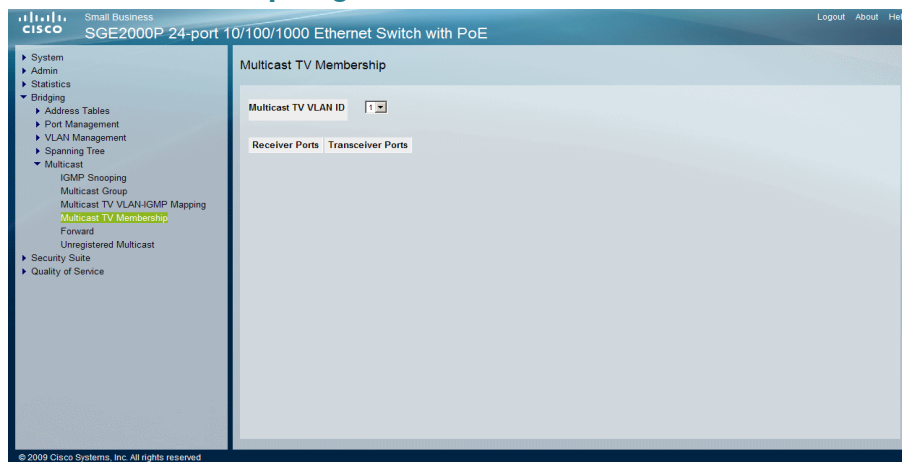 Small Business
CISCO SGE2000P 24-port 10/100/1000 Ethernet Switch with PoE
Logout About
System
Admin
Statistics
Bridging
Address Tables
Port Management
VLAN Management
Spanning Tree
Multicast
IGMP Snooping
Multicast Group
Multicast TV VLAN-IGMP Mapping
Multicast TV Membership
Forward
Unregistered Multicast
Security Suite
Quality of Service
Multicast TV Membership
Multicast TV VLAN ID 1
Receiver Ports Transceiver Ports
© 2009 Cisco Systems, Inc. All rights reserved